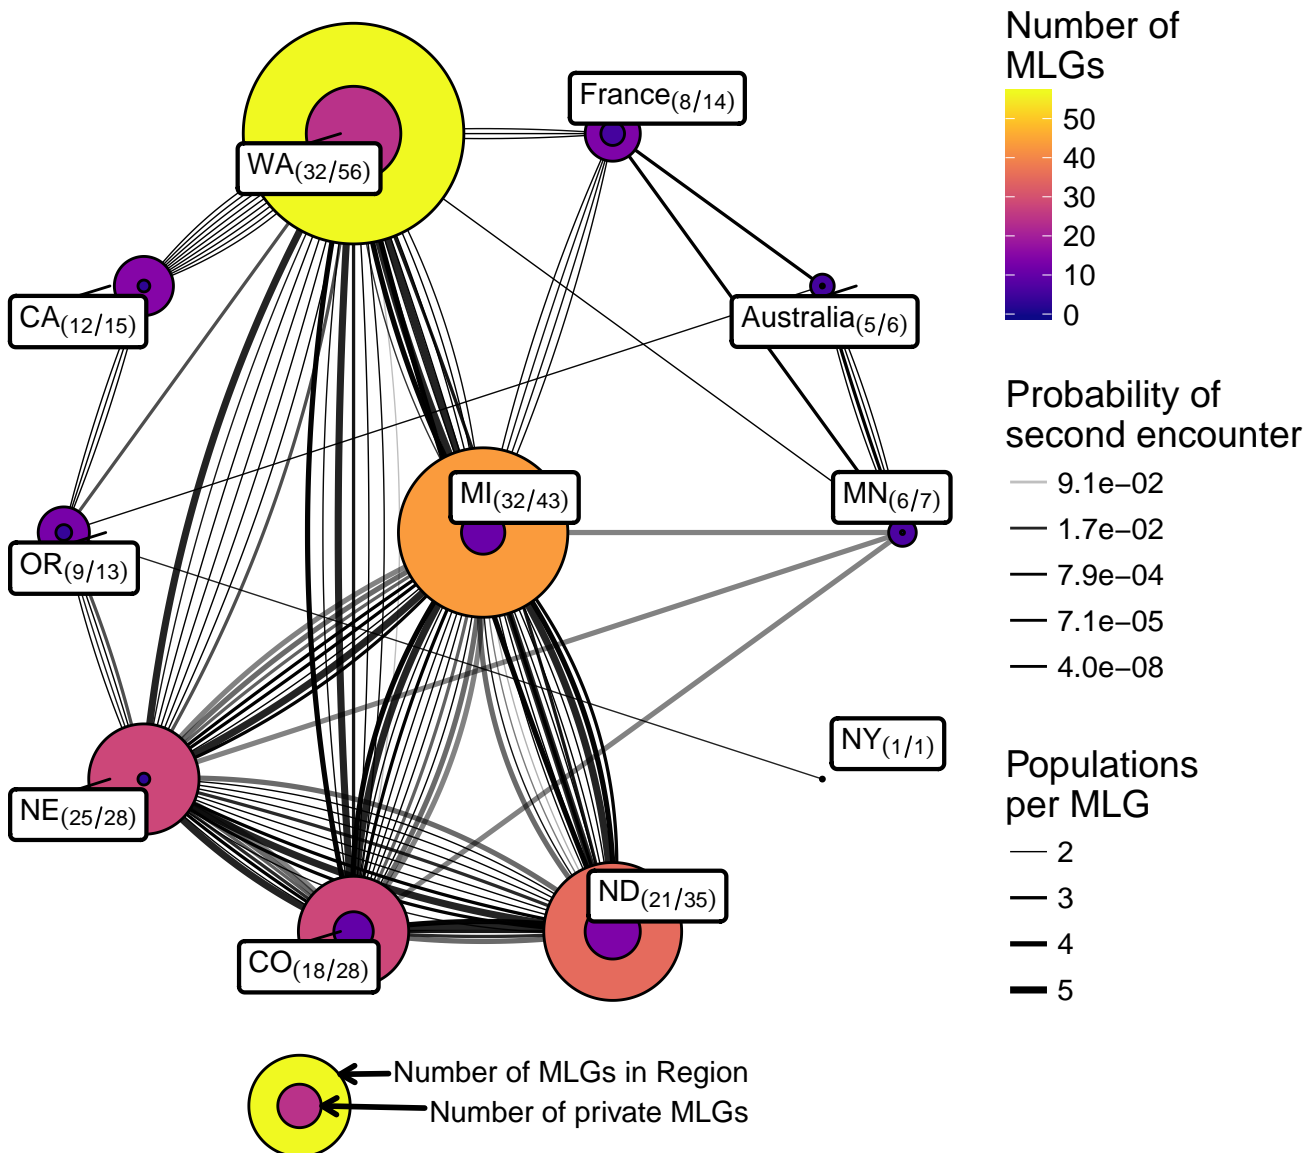 Number of
MLGs
50
40
30
20
10
0
France(8/14)
WA(32/56)
CA(12/15)
Australia(5/6)
Probability of
second encounter
9.1e−02
1.7e−02
7.9e−04
7.1e−05
4.0e−08
MI(32/43)
MN(6/7)
OR(9/13)
NY(1/1)
NE(25/28)
Populations
per MLG
2
3
4
5
ND(21/35)
CO(18/28)
Number of MLGs in Region
Number of private MLGs